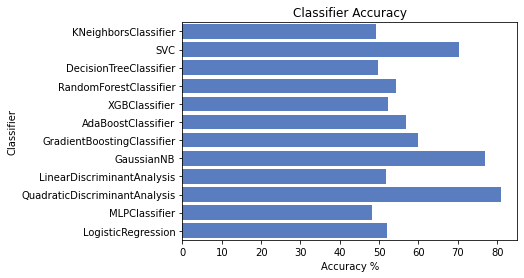 Classifier Accuracy
Classifier
KNeighborsClassifier
SVC
DecisionTreeClassifier
RandomForestClassifier
XGBClassifier
AdaBoostClassifier
GradientBoostingClassifier
GaussianNB
LinearDiscriminantAnalysis
QuadraticDiscriminantAnalysis
MLPClassifier
LogisticRegression
0 10 20 30 40 50 60 70 80
Accuracy %